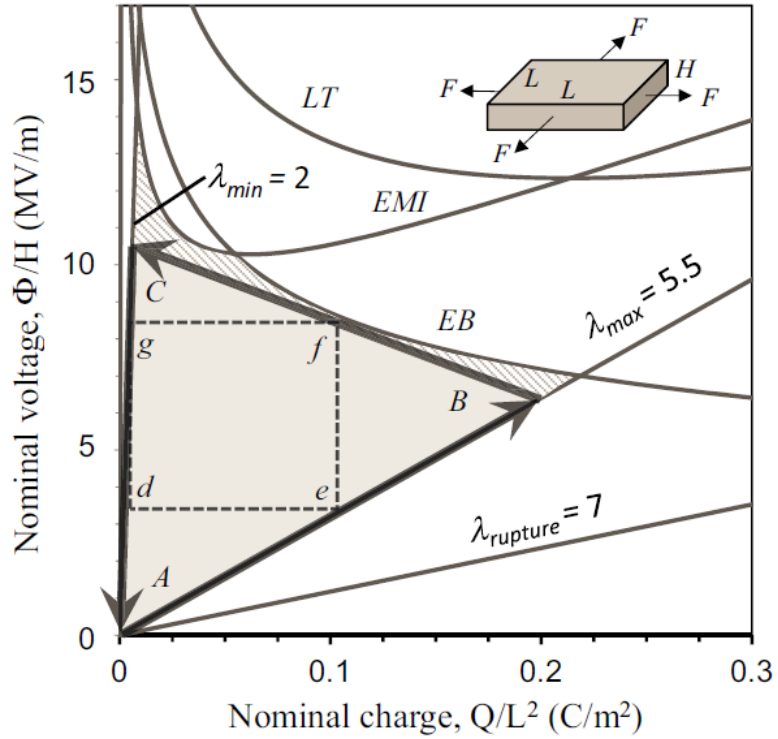 15
10
5
0
0
0.1
0.2
0.3
Nominal voltage, Φ/H (MV/m)
Nominal charge, Q/L² (C/m²)
F
L
L
H
F
F
F
LT
λmin = 2
EMI
C
EB
λmax = 5.5
g
f
B
d
e
λrupture = 7
A